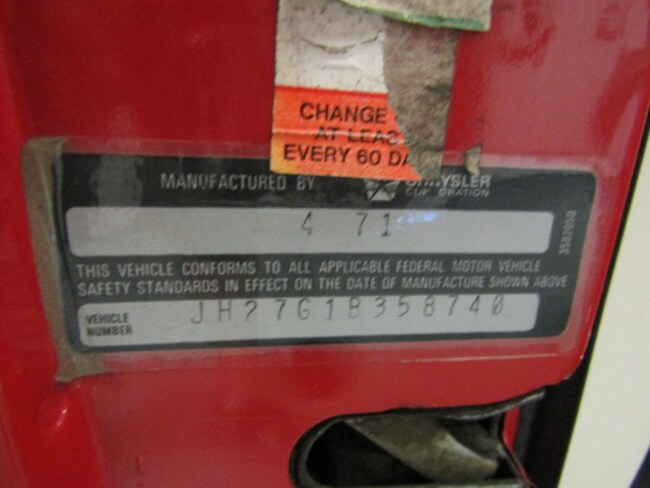 CHANGE
AT LEAS
EVERY 60 DA
MANUFACTURED BY CHRYSLER
CORPORATION
4 71
3582050
THIS VEHICLE CONFORMS TO ALL APPLICABLE FEDERAL MOTOR VEHICLE
SAFETY STANDARDS IN EFFECT ON THE DATE OF MANUFACTURE SHOWN ABOVE
VEHICLE
NUMBER
JH27G1B358740